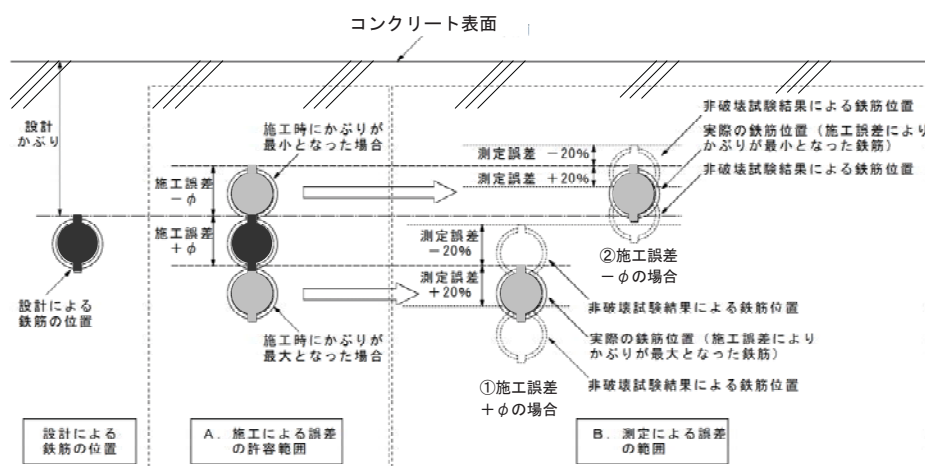 コンクリート表面
設計
かぶり
施工時にかぶりが
最小となった場合
施工誤差
－φ
施工誤差
＋φ
設計による
鉄筋の位置
施工時にかぶりが
最大となった場合
測定誤差 －20%
測定誤差 ＋20%
測定誤差
－20%
測定誤差
＋20%
非破壊試験結果による鉄筋位置
実際の鉄筋位置（施工誤差により
かぶりが最小となった鉄筋）
非破壊試験結果による鉄筋位置
②施工誤差
－φの場合
非破壊試験結果による鉄筋位置
実際の鉄筋位置（施工誤差により
かぶりが最大となった鉄筋）
非破壊試験結果による鉄筋位置
①施工誤差
＋φの場合
設計による
鉄筋の位置
A．施工による誤差
の許容範囲
B．測定による誤差
の範囲